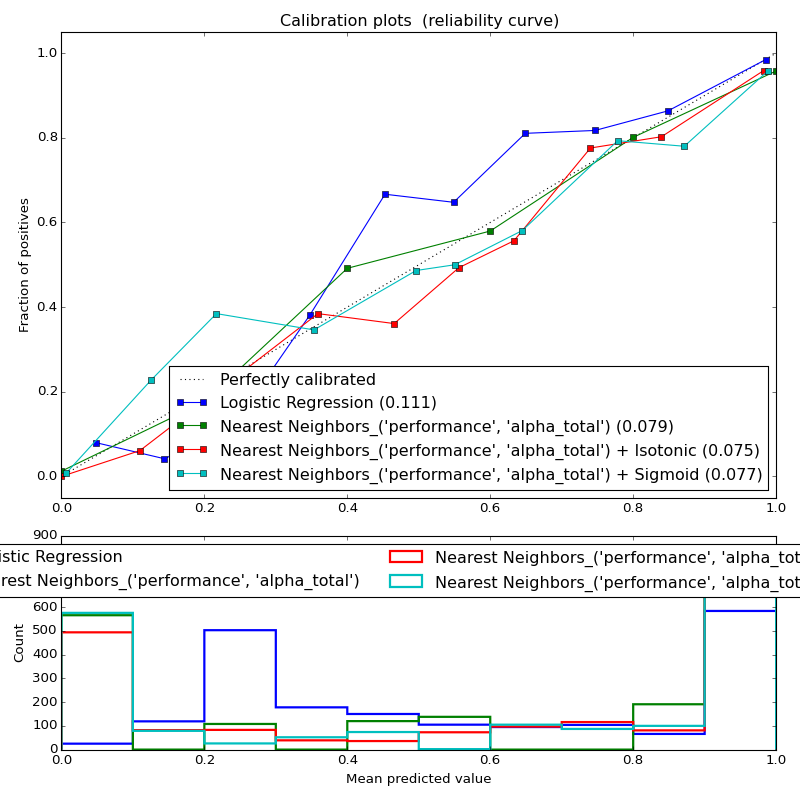 Calibration plots (reliability curve)
1.0
0.8
0.6
0.4
0.2
0.0
Fraction of positives
Perfectly calibrated
Logistic Regression (0.111)
Nearest Neighbors_('performance', 'alpha_total') (0.079)
Nearest Neighbors_('performance', 'alpha_total') + Isotonic (0.075)
Nearest Neighbors_('performance', 'alpha_total') + Sigmoid (0.077)
0.0 0.2 0.4 0.6 0.8 1.0
900
istic Regression
rest Neighbors_('performance', 'alpha_total')
Nearest Neighbors_('performance', 'alpha_tot
Nearest Neighbors_('performance', 'alpha_tot
600
500
400
300
200
100
0
Count
0.0 0.2 0.4 0.6 0.8 1.0
Mean predicted value